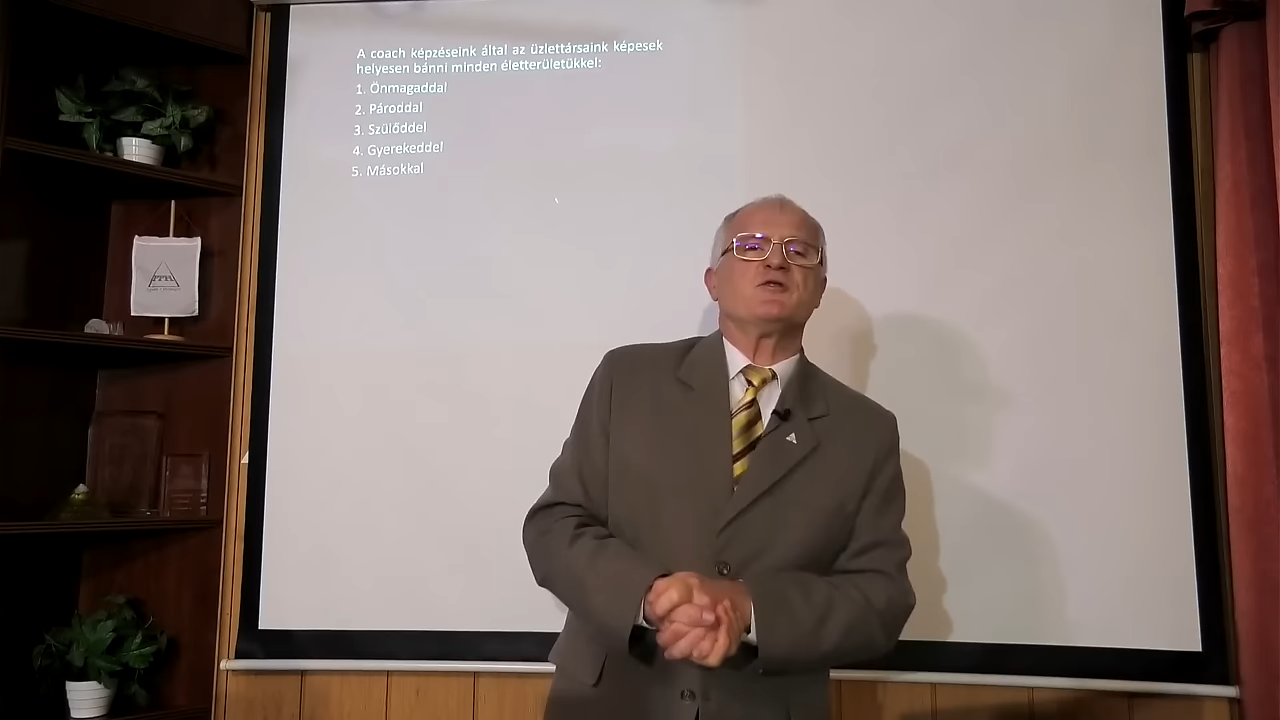 A coach képzéseink által az üzlettársaink képesek
helyesen bánni minden életterületükkel:
1. Önmagaddal
2. Pároddal
3. Szülőddel
4. Gyerekeddel
5. Másokkal